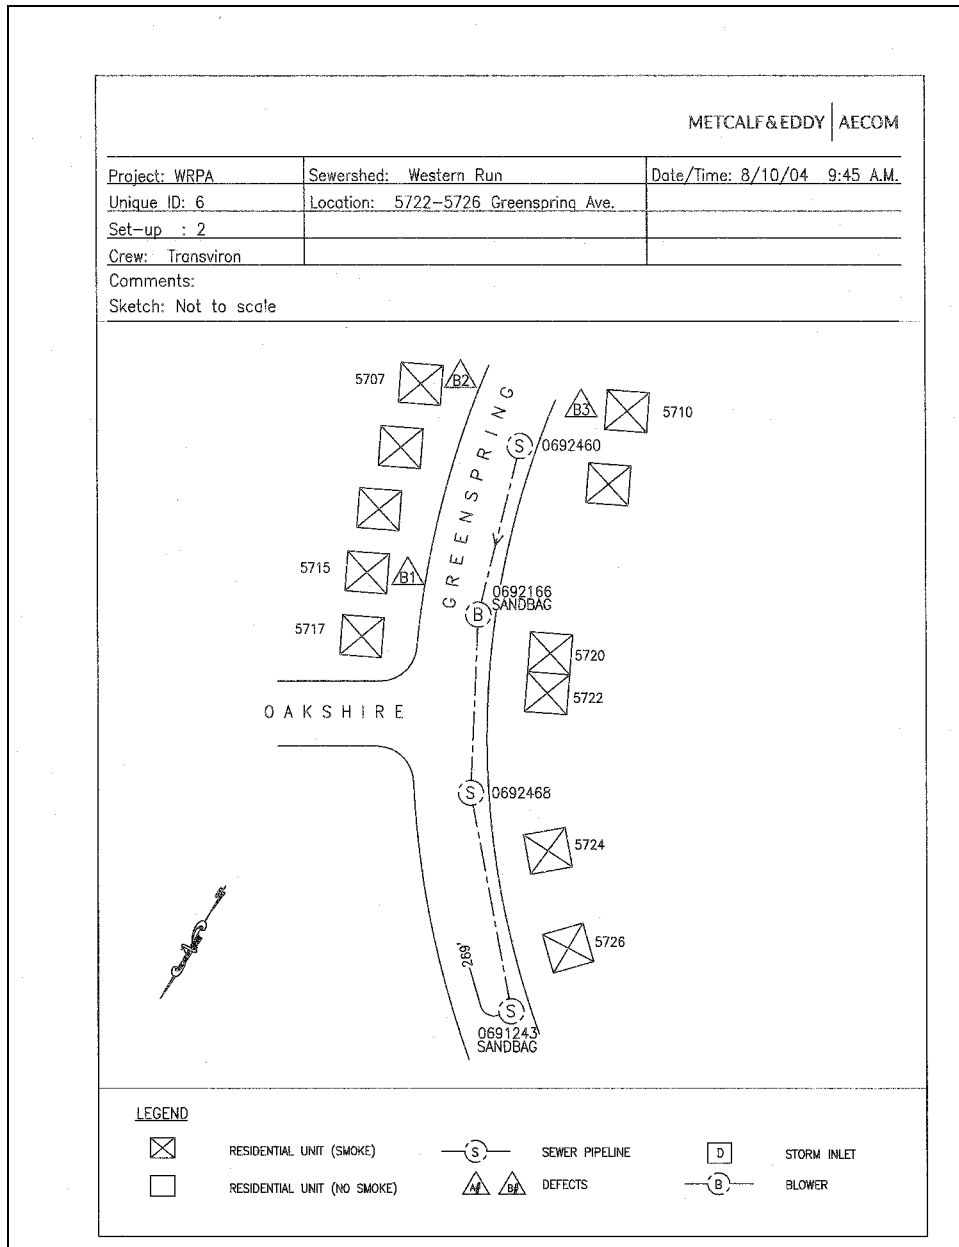 METCALF & EDDY | AECOM
Project: WRPA
Sewershed: Western Run
Date/Time: 8/10/04 9:45 A.M.
Unique ID: 6
Location: 5722-5726 Greenspring Ave.
Set-up : 2
Crew: Transviron
Comments:
Sketch: Not to scale
5707
B2
B3
5710
GREENSPRING
S
0692460
5715
B1
0692166
SANDBAG
B
5717
5720
5722
OAKSHIRE
S
0692468
5724
5726
269'
S
0691243
SANDBAG
LEGEND
RESIDENTIAL UNIT (SMOKE)
S
SEWER PIPELINE
D
STORM INLET
RESIDENTIAL UNIT (NO SMOKE)
A#
B#
DEFECTS
B
BLOWER